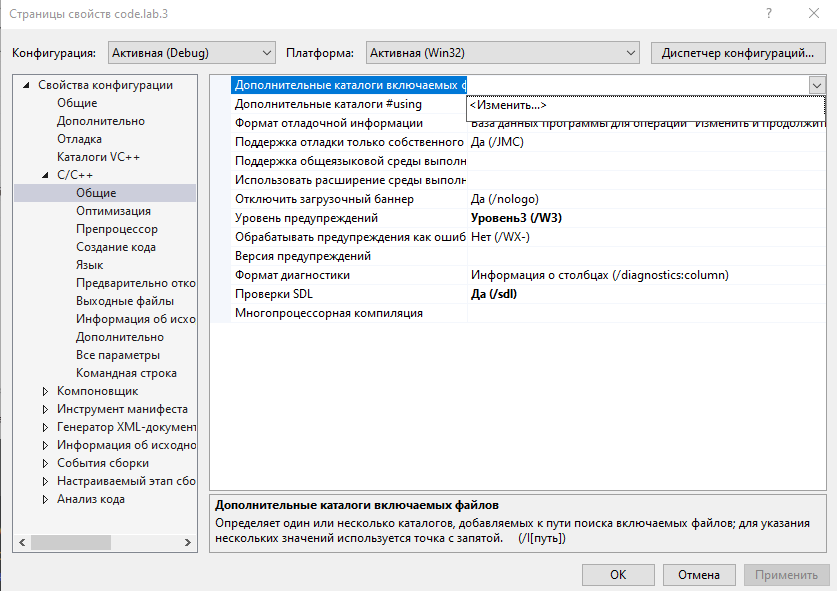 Страницы свойств code.lab.3
Конфигурация: Активная (Debug) Платформа: Активная (Win32) Диспетчер конфигураций...
Свойства конфигурации
Общие
Дополнительно
Отладка
Каталоги VC++
C/C++
Общие
Оптимизация
Препроцессор
Создание кода
Язык
Предварительно отко
Выходные файлы
Информация об исхо
Дополнительно
Все параметры
Командная строка
Компоновщик
Инструмент манифеста
Генератор XML-документ
Информация об исходно
События сборки
Настраиваемый этап сбо
Анализ кода
Дополнительные каталоги включаемых ф
<Изменить...>
Дополнительные каталоги #using
Формат отладочной информации База данных программы для операции "Изменить и продолжит
Поддержка отладки только собственного Да (/JMC)
Поддержка общеязыковой среды выполн
Использовать расширение среды выполн
Отключить загрузочный баннер Да (/nologo)
Уровень предупреждений Уровень3 (/W3)
Обрабатывать предупреждения как ошиб Нет (/WX-)
Версия предупреждений
Формат диагностики Информация о столбцах (/diagnostics:column)
Проверки SDL Да (/sdl)
Многопроцессорная компиляция
Дополнительные каталоги включаемых файлов
Определяет один или несколько каталогов, добавляемых к пути поиска включаемых файлов; для указания
нескольких значений используется точка с запятой. (/I[путь])
ОК Отмена Применить